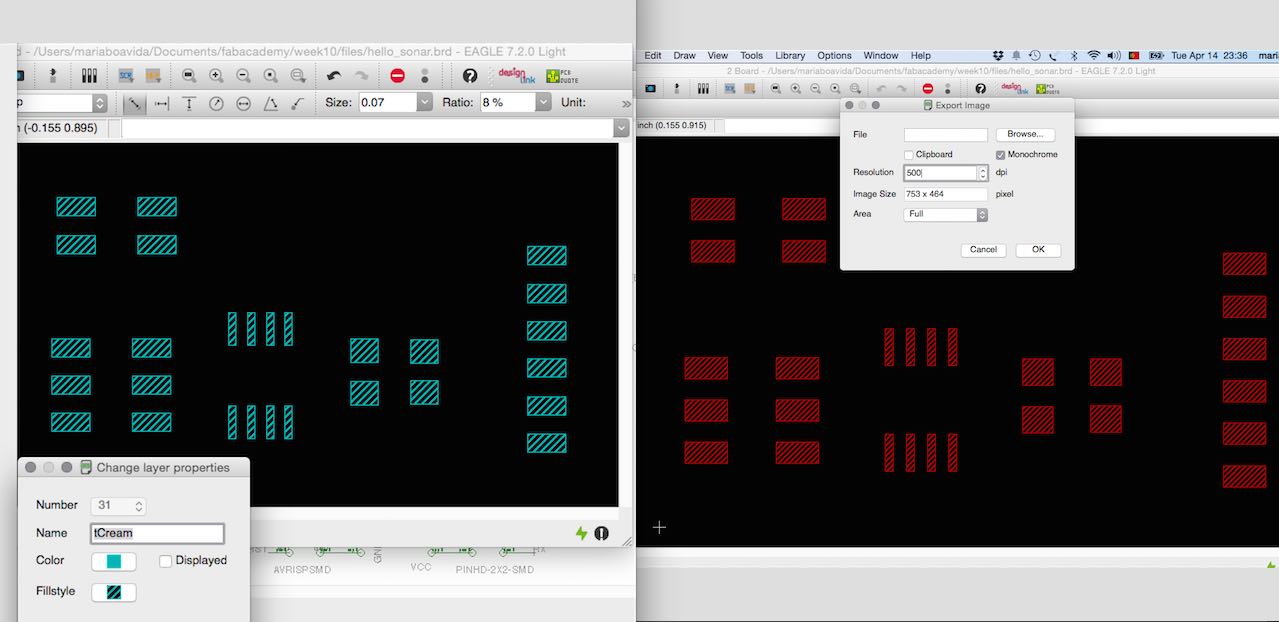 d - /Users/mariaboavida/Documents/fabacademy/week10/files/hello_sonar.brd - EAGLE 7.2.0 Light
SCR
design
link
PCB
QUOTE
p
Size: 0.07
Ratio: 8 %
Unit:
»
(-0.155 0.895)
Change layer properties
Number 31
Name tCream
Color
Displayed
Fillstyle
AVRISPSMD
GND
VCC
PINHD-2X2-SMD
Edit Draw View Tools Library Options Window Help
Tue Apr 14 23:36 mari
2 Board - /Users/mariaboavida/Documents/fabacademy/week10/files/hello_sonar.brd - EAGLE 7.2.0 Light
design
link
PCB
QUOTE
inch (0.155 0.915)
Export Image
File
Browse...
Clipboard
Monochrome
Resolution 500 dpi
Image Size 753 x 464 pixel
Area Full
Cancel OK